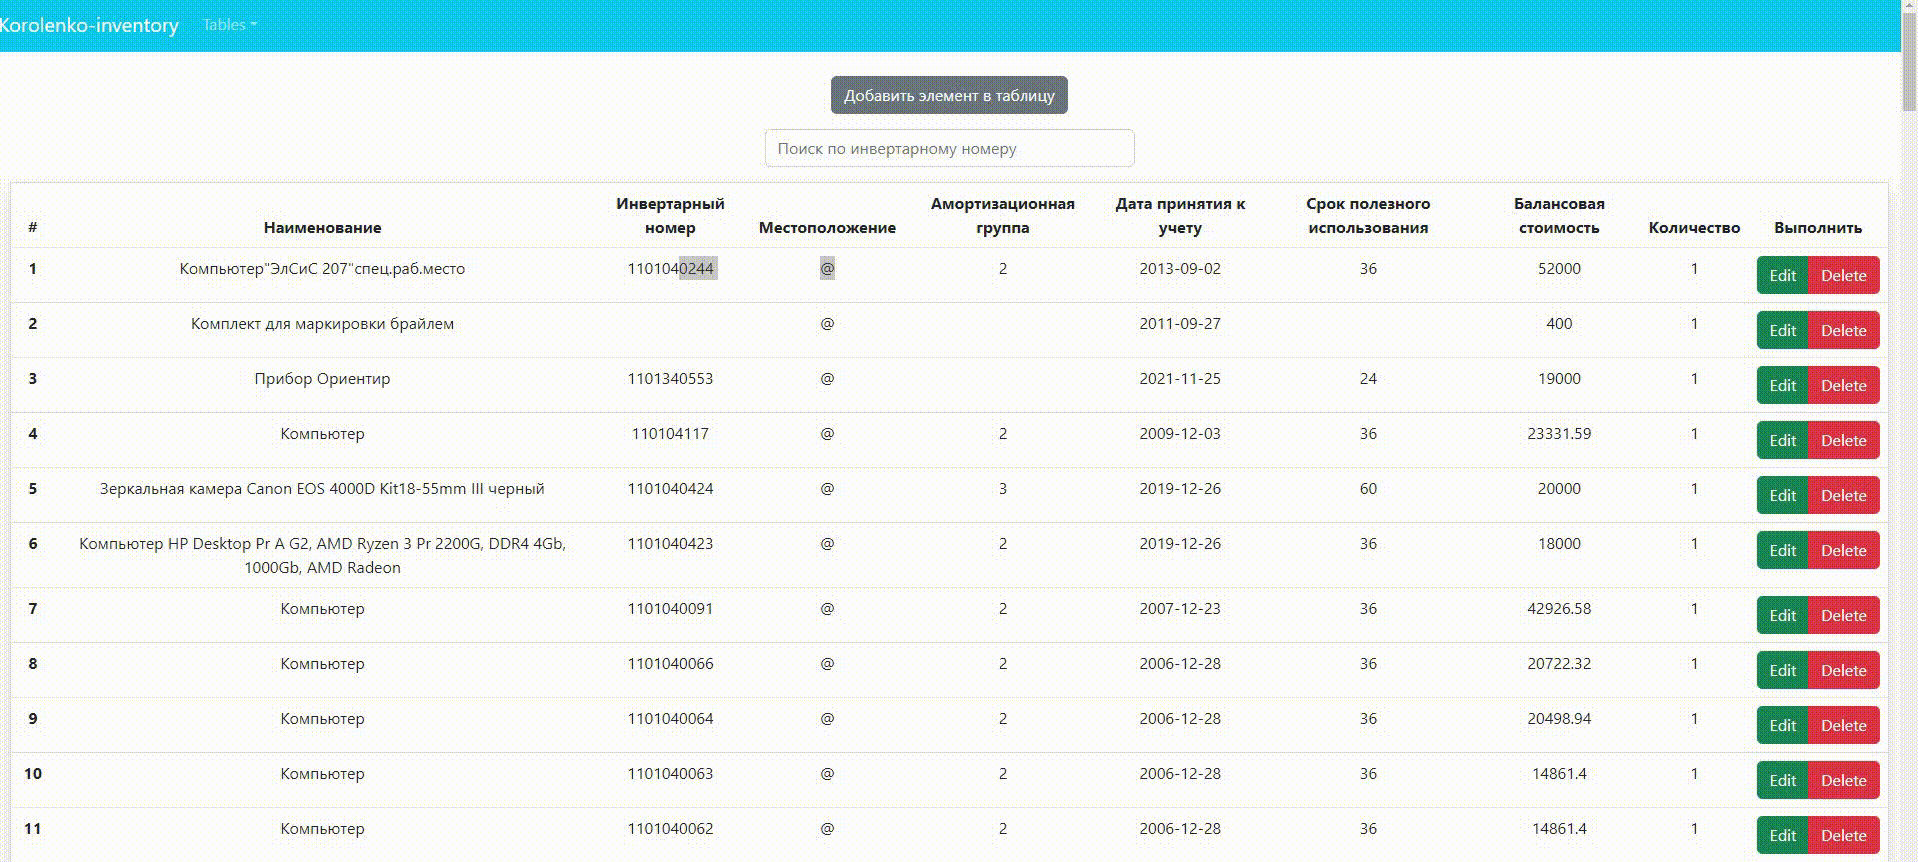 Korolenko-inventory Tables
Добавить элемент в таблицу
Поиск по инвертарному номеру
# Наименование Инвертарный номер Местоположение Амортизационная группа Дата принятия к учету Срок полезного использования Балансовая стоимость Количество Выполнить
1 Компьютер"ЭлСиС 207"спец.раб.место 1101040244 @ 2 2013-09-02 36 52000 1 Edit Delete
2 Комплект для маркировки брайлем @ 2011-09-27 400 1 Edit Delete
3 Прибор Ориентир 1101340553 @ 2021-11-25 24 19000 1 Edit Delete
4 Компьютер 110104117 @ 2 2009-12-03 36 23331.59 1 Edit Delete
5 Зеркальная камера Canon EOS 4000D Kit18-55mm III черный 1101040424 @ 3 2019-12-26 60 20000 1 Edit Delete
6 Компьютер HP Desktop Pr A G2, AMD Ryzen 3 Pr 2200G, DDR4 4Gb, 1000Gb, AMD Radeon 1101040423 @ 2 2019-12-26 36 18000 1 Edit Delete
7 Компьютер 1101040091 @ 2 2007-12-23 36 42926.58 1 Edit Delete
8 Компьютер 1101040066 @ 2 2006-12-28 36 20722.32 1 Edit Delete
9 Компьютер 1101040064 @ 2 2006-12-28 36 20498.94 1 Edit Delete
10 Компьютер 1101040063 @ 2 2006-12-28 36 14861.4 1 Edit Delete
11 Компьютер 1101040062 @ 2 2006-12-28 36 14861.4 1 Edit Delete